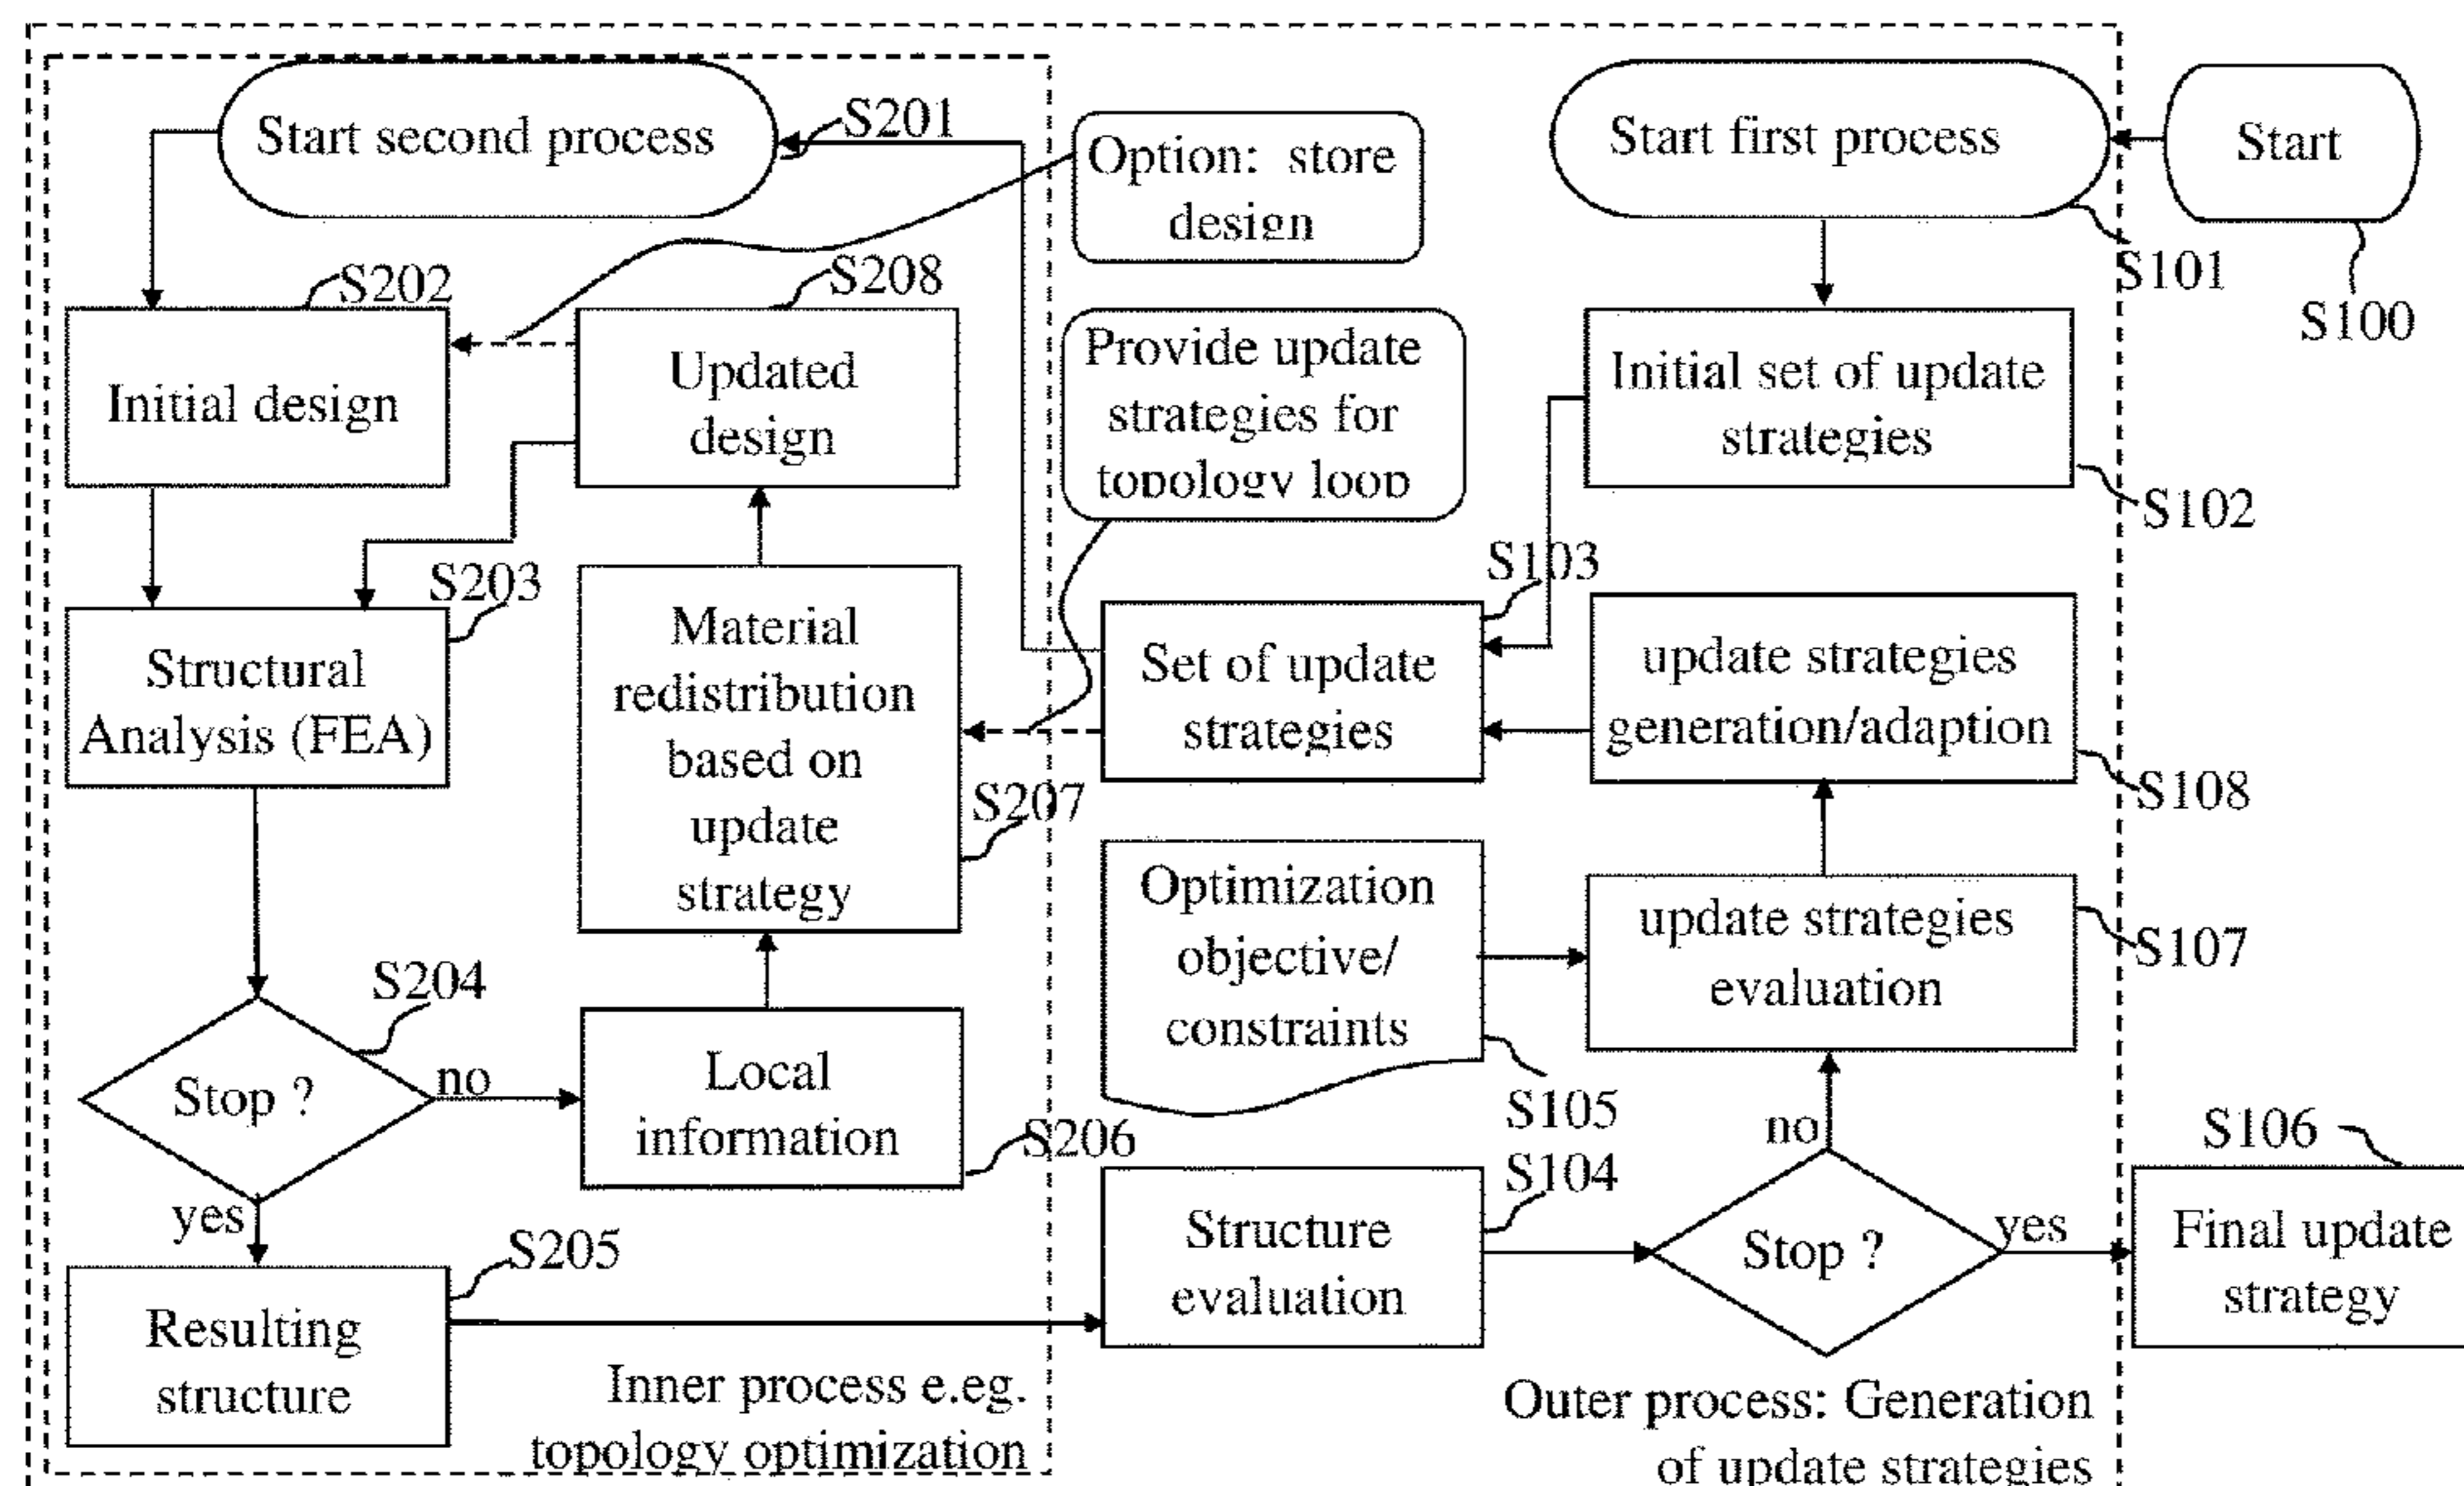 Start second process
S201
Option: store
design
Start first process
S101
Start
S100
S202
Initial design
S208
Updated
design
Provide update
strategies for
topology loop
Initial set of update
strategies
S102
S203
Structural
Analysis (FEA)
Material
redistribution
based on
update
strategy
S207
S103
Set of update
strategies
update strategies
generation/adaption
S108
Optimization
objective/
constraints
S105
update strategies
evaluation
S107
S204
Stop ?
no
yes
Local
information
S206
Structure
evaluation
S104
no
Stop ?
yes
S106
Final update
strategy
S205
Resulting
structure
Inner process e.eg.
topology optimization
Outer process: Generation
of update strategies